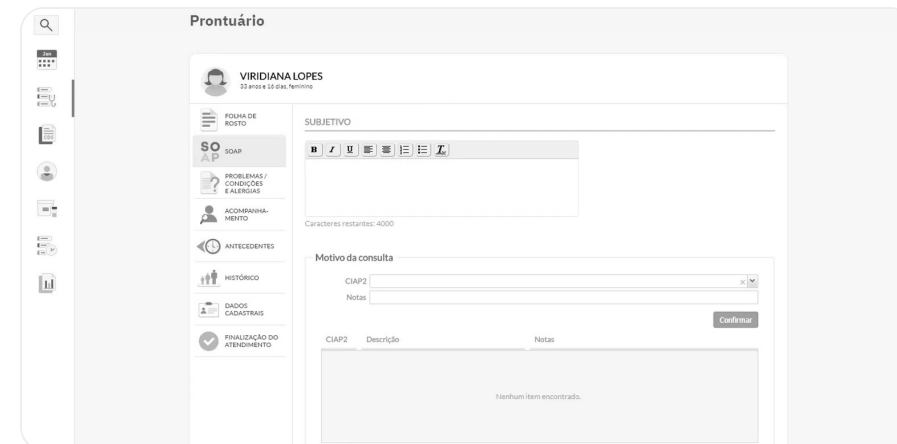 Prontuário
Jan
VIRIDIANA LOPES
33 anos e 16 dias, feminino
FOLHA DE
ROSTO
SOAP
SOAP
PROBLEMAS /
CONDIÇÕES
E ALERGIAS
ACOMPANHA-
MENTO
ANTECEDENTES
HISTÓRICO
DADOS
CADASTRAIS
FINALIZAÇÃO DO
ATENDIMENTO
SUBJETIVO
B I U
Caracteres restantes: 4000
Motivo da consulta
CIAP2
Notas
Confirmar
CIAP2 Descrição Notas
Nenhum item encontrado.